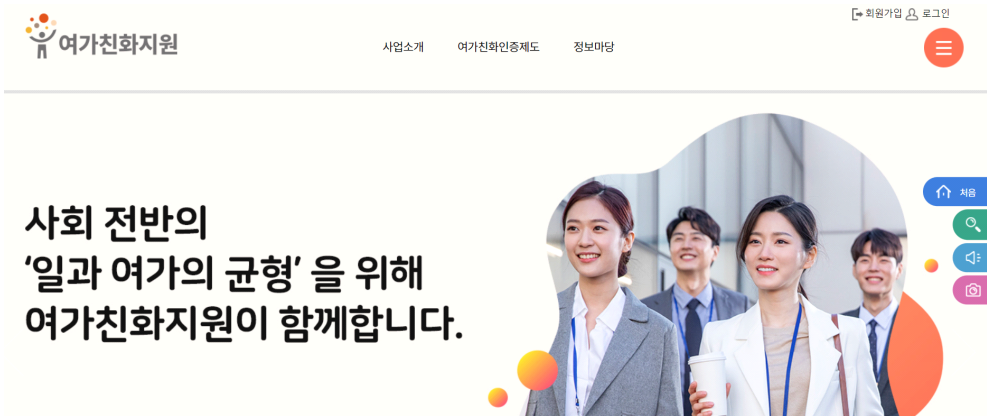 회원가입 로그인
여가친화지원
사업소개 여가친화인증제도 정보마당
사회 전반의
‘일과 여가의 균형’ 을 위해
여가친화지원이 함께합니다.
처음